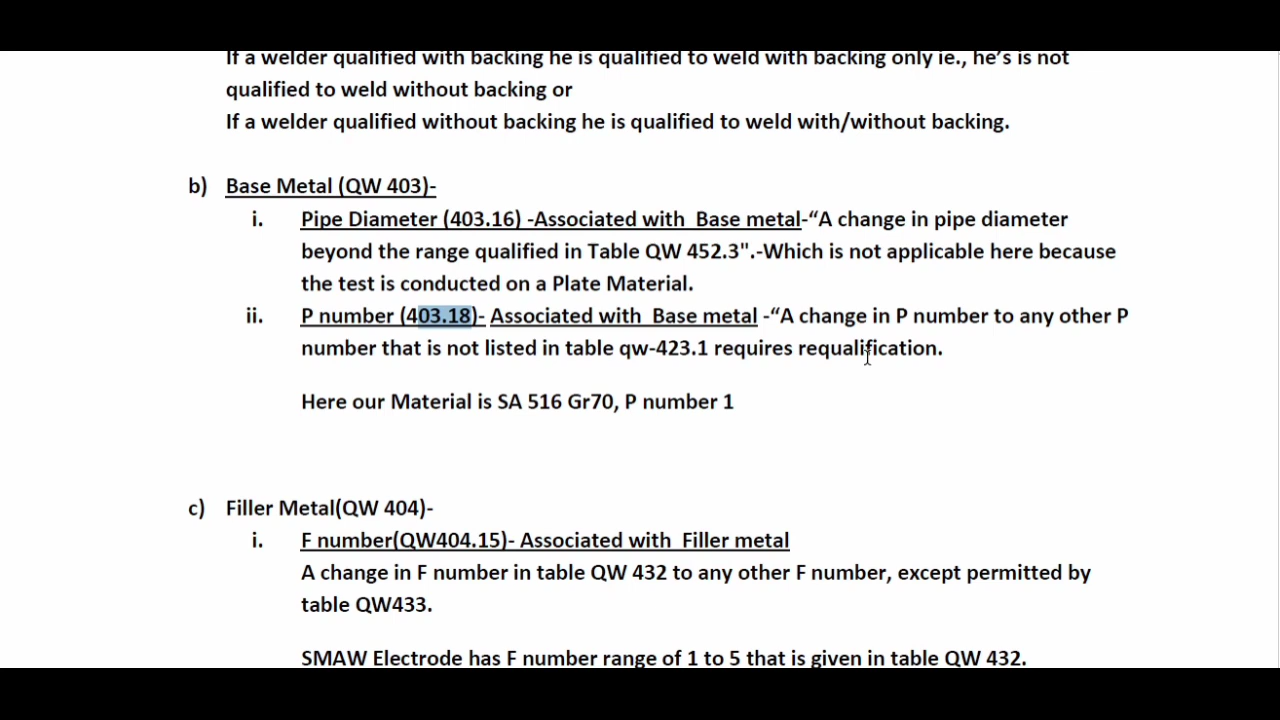 If a welder qualified with backing he is qualified to weld with backing only ie., he's is not
qualified to weld without backing or
If a welder qualified without backing he is qualified to weld with/without backing.
b) Base Metal (QW 403)-
i. Pipe Diameter (403.16) -Associated with Base metal-“A change in pipe diameter
beyond the range qualified in Table QW 452.3".-Which is not applicable here because
the test is conducted on a Plate Material.
ii. P number (403.18)- Associated with Base metal -“A change in P number to any other P
number that is not listed in table qw-423.1 requires requalification.
Here our Material is SA 516 Gr70, P number 1
c) Filler Metal(QW 404)-
i. F number(QW404.15)- Associated with Filler metal
A change in F number in table QW 432 to any other F number, except permitted by
table QW433.
SMAW Electrode has F number range of 1 to 5 that is given in table QW 432.